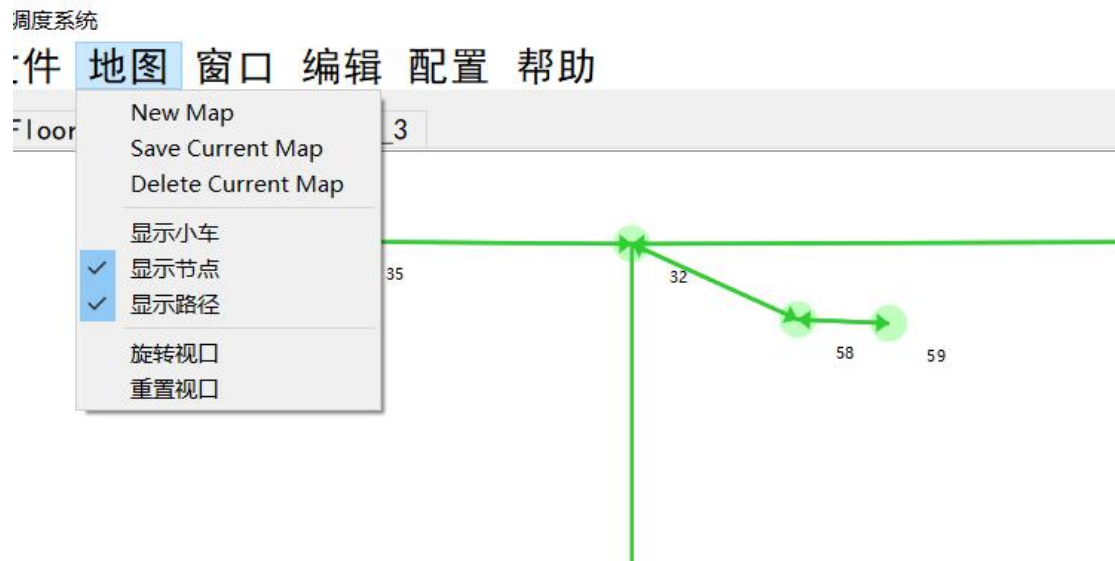 调度系统
件 地图 窗口 编辑 配置 帮助
Floor _3
New Map
Save Current Map
Delete Current Map
显示小车
显示节点
显示路径
旋转视口
重置视口
35
32
58
59